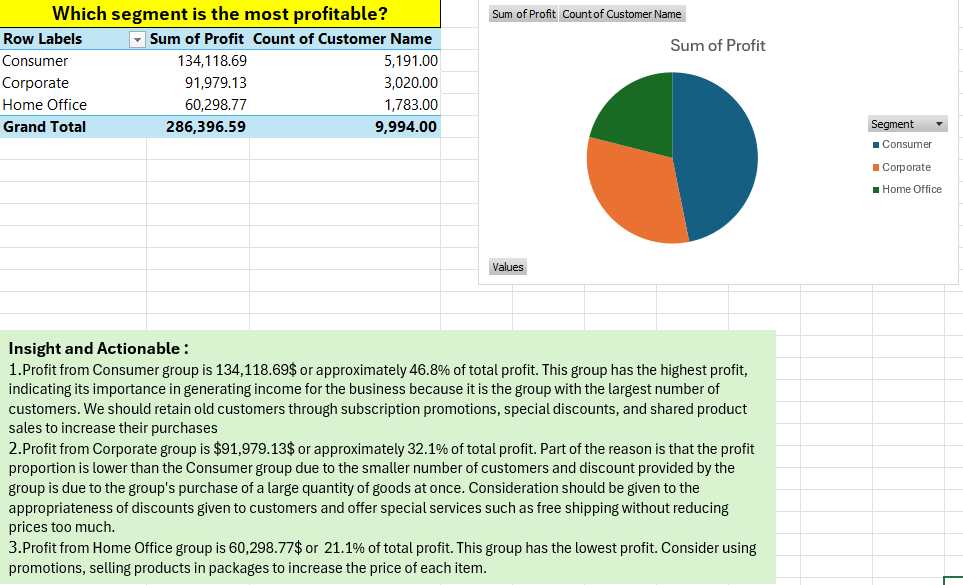 Which segment is the most profitable?
Row Labels Sum of Profit Count of Customer Name
Consumer 134,118.69 5,191.00
Corporate 91,979.13 3,020.00
Home Office 60,298.77 1,783.00
Grand Total 286,396.59 9,994.00
Sum of Profit Count of Customer Name
Sum of Profit
Segment
Consumer
Corporate
Home Office
Values
Insight and Actionable :
1.Profit from Consumer group is 134,118.69$ or approximately 46.8% of total profit. This group has the highest profit,
indicating its importance in generating income for the business because it is the group with the largest number of
customers. We should retain old customers through subscription promotions, special discounts, and shared product
sales to increase their purchases
2.Profit from Corporate group is $91,979.13$ or approximately 32.1% of total profit. Part of the reason is that the profit
proportion is lower than the Consumer group due to the smaller number of customers and discount provided by the
group is due to the group's purchase of a large quantity of goods at once. Consideration should be given to the
appropriateness of discounts given to customers and offer special services such as free shipping without reducing
prices too much.
3.Profit from Home Office group is 60,298.77$ or 21.1% of total profit. This group has the lowest profit. Consider using
promotions, selling products in packages to increase the price of each item.